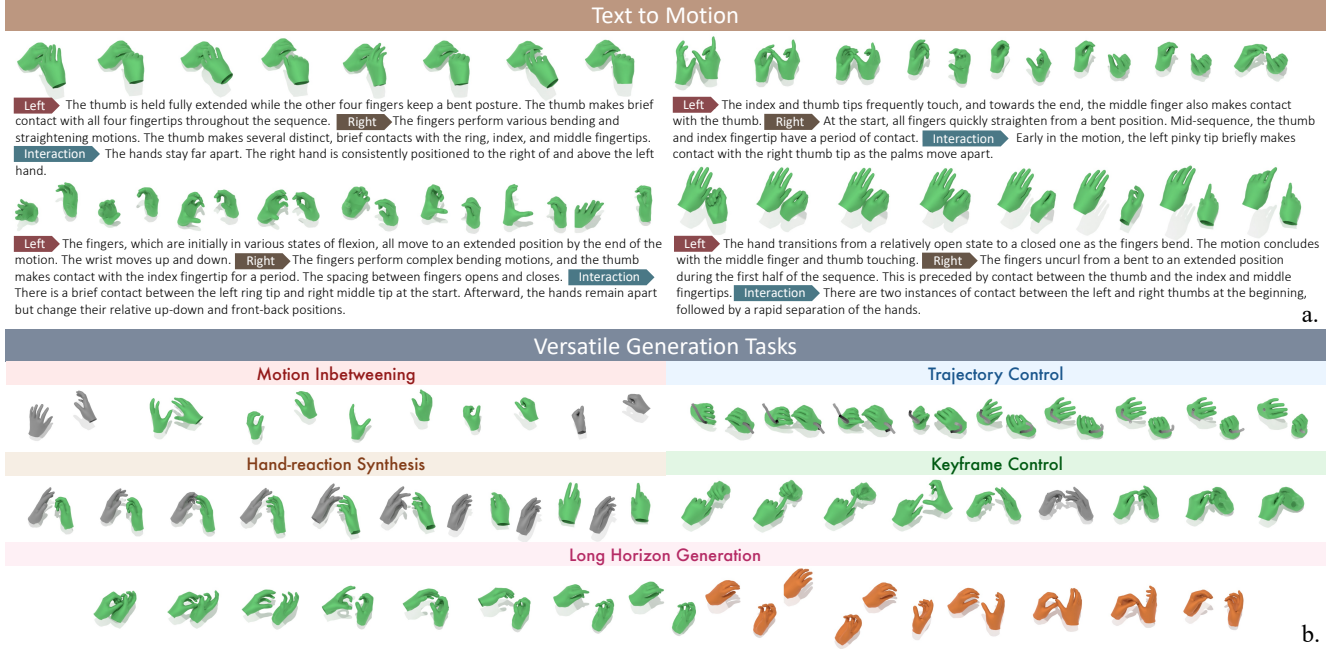 Text to Motion
Left The thumb is held fully extended while the other four fingers keep a bent posture. The thumb makes brief
contact with all four fingertips throughout the sequence. Right The fingers perform various bending and
straightening motions. The thumb makes several distinct, brief contacts with the ring, index, and middle fingertips.
Interaction The hands stay far apart. The right hand is consistently positioned to the right of and above the left
hand.
Left The index and thumb tips frequently touch, and towards the end, the middle finger also makes contact
with the thumb. Right At the start, all fingers quickly straighten from a bent position. Mid-sequence, the thumb
and index fingertip have a period of contact. Interaction Early in the motion, the left pinky tip briefly makes
contact with the right thumb tip as the palms move apart.
Left The fingers, which are initially in various states of flexion, all move to an extended position by the end of the
motion. The wrist moves up and down. Right The fingers perform complex bending motions, and the thumb
makes contact with the index fingertip for a period. The spacing between fingers opens and closes. Interaction
There is a brief contact between the left ring tip and right middle tip at the start. Afterward, the hands remain apart
but change their relative up-down and front-back positions.
Left The hand transitions from a relatively open state to a closed one as the fingers bend. The motion concludes
with the middle finger and thumb touching. Right The fingers uncurl from a bent to an extended position
during the first half of the sequence. This is preceded by contact between the thumb and the index and middle
fingertips. Interaction There are two instances of contact between the left and right thumbs at the beginning,
followed by a rapid separation of the hands.
a.
Versatile Generation Tasks
Motion Inbetweening
Trajectory Control
Hand-reaction Synthesis
Keyframe Control
Long Horizon Generation
b.